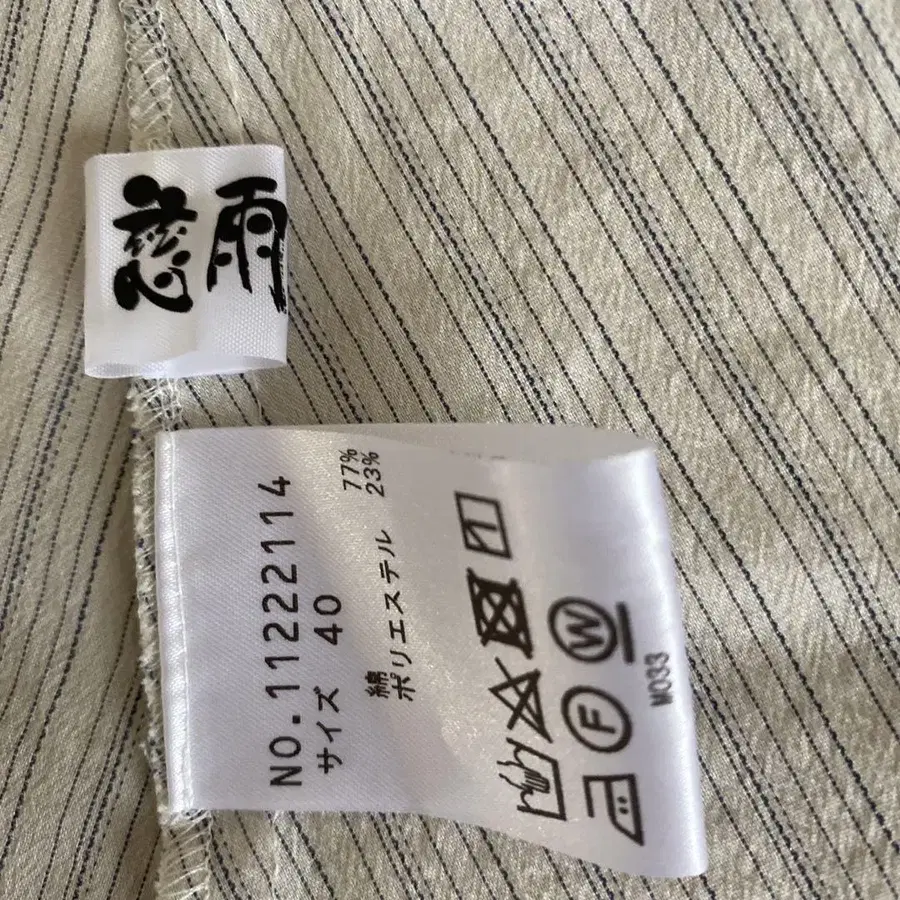 慈雨
NO.11222114
サイズ 40
綿 77%
ポリエステル 23%
F W
M033